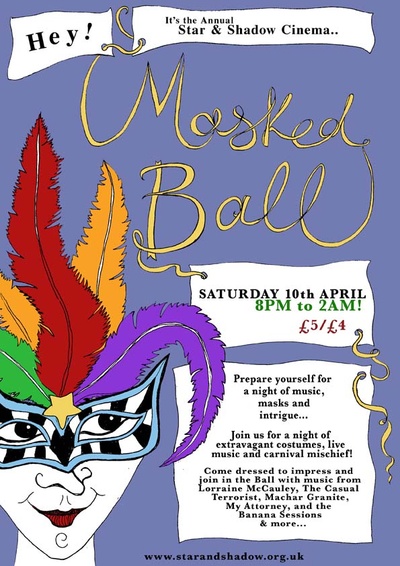 Hey!
It's the Annual
Star & Shadow Cinema..
Masked
Ball
SATURDAY 10th APRIL
8PM to 2AM!
£5/£4
Prepare yourself for
a night of music,
masks and
intrigue...
Join us for a night of
extravagant costumes, live
music and carnival mischief!
Come dressed to impress and
join in the Ball with music from
Lorraine McCauley, The Casual
Terrorist, Machar Granite,
My Attorney, and the
Banana Sessions
& more...
www.starandshadow.org.uk